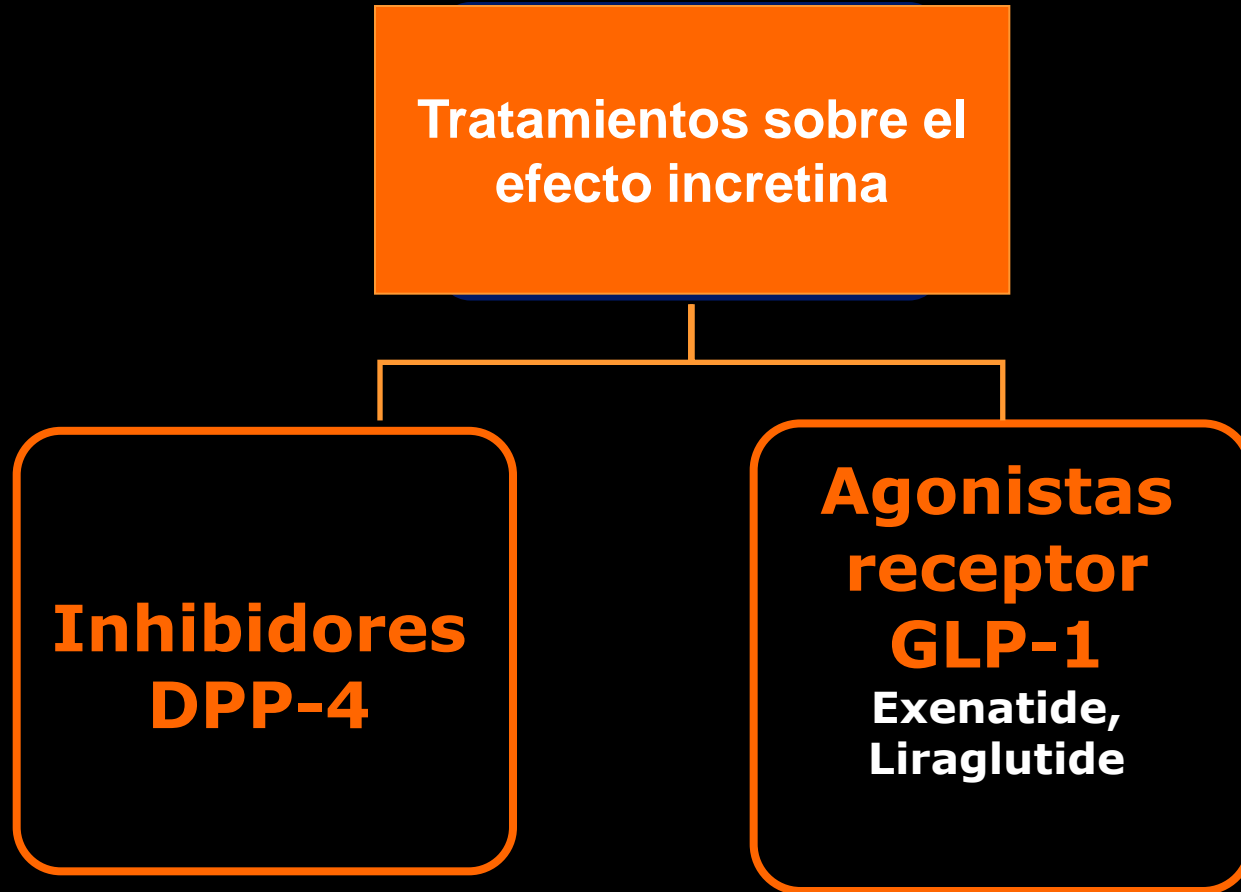 Tratamientos sobre el
efecto incretina
Inhibidores
DPP-4
Agonistas
receptor
GLP-1
Exenatide,
Liraglutide